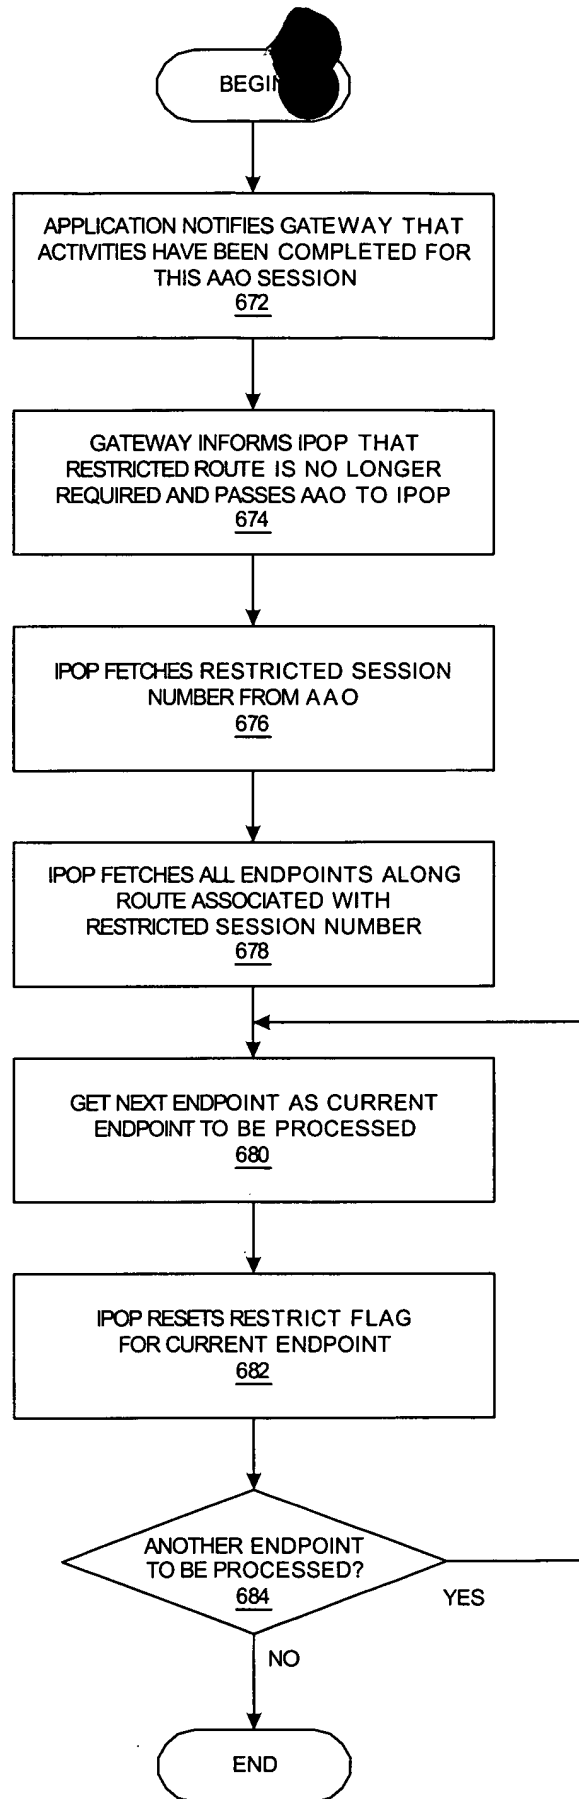 APPLICATION NOTIFIES GATEWAY THAT
ACTIVITIES HAVE BEEN COMPLETED FOR
THIS AAO SESSION
672
GATEWAY INFORMS IPOP THAT
RESTRICTED ROUTE IS NO LONGER
REQUIRED AND PASSES AAO TO IPOP
674
IPOP FETCHES RESTRICTED SESSION
NUMBER FROM AAO
676
IPOP FETCHES ALL ENDPOINTS ALONG
ROUTE ASSOCIATED WITH
RESTRICTED SESSION NUMBER
678
GET NEXT ENDPOINT AS CURRENT
ENDPOINT TO BE PROCESSED
680
IPOP RESETS RESTRICT FLAG
FOR CURRENT ENDPOINT
682
ANOTHER ENDPOINT
TO BE PROCESSED?
684
YES
NO
END